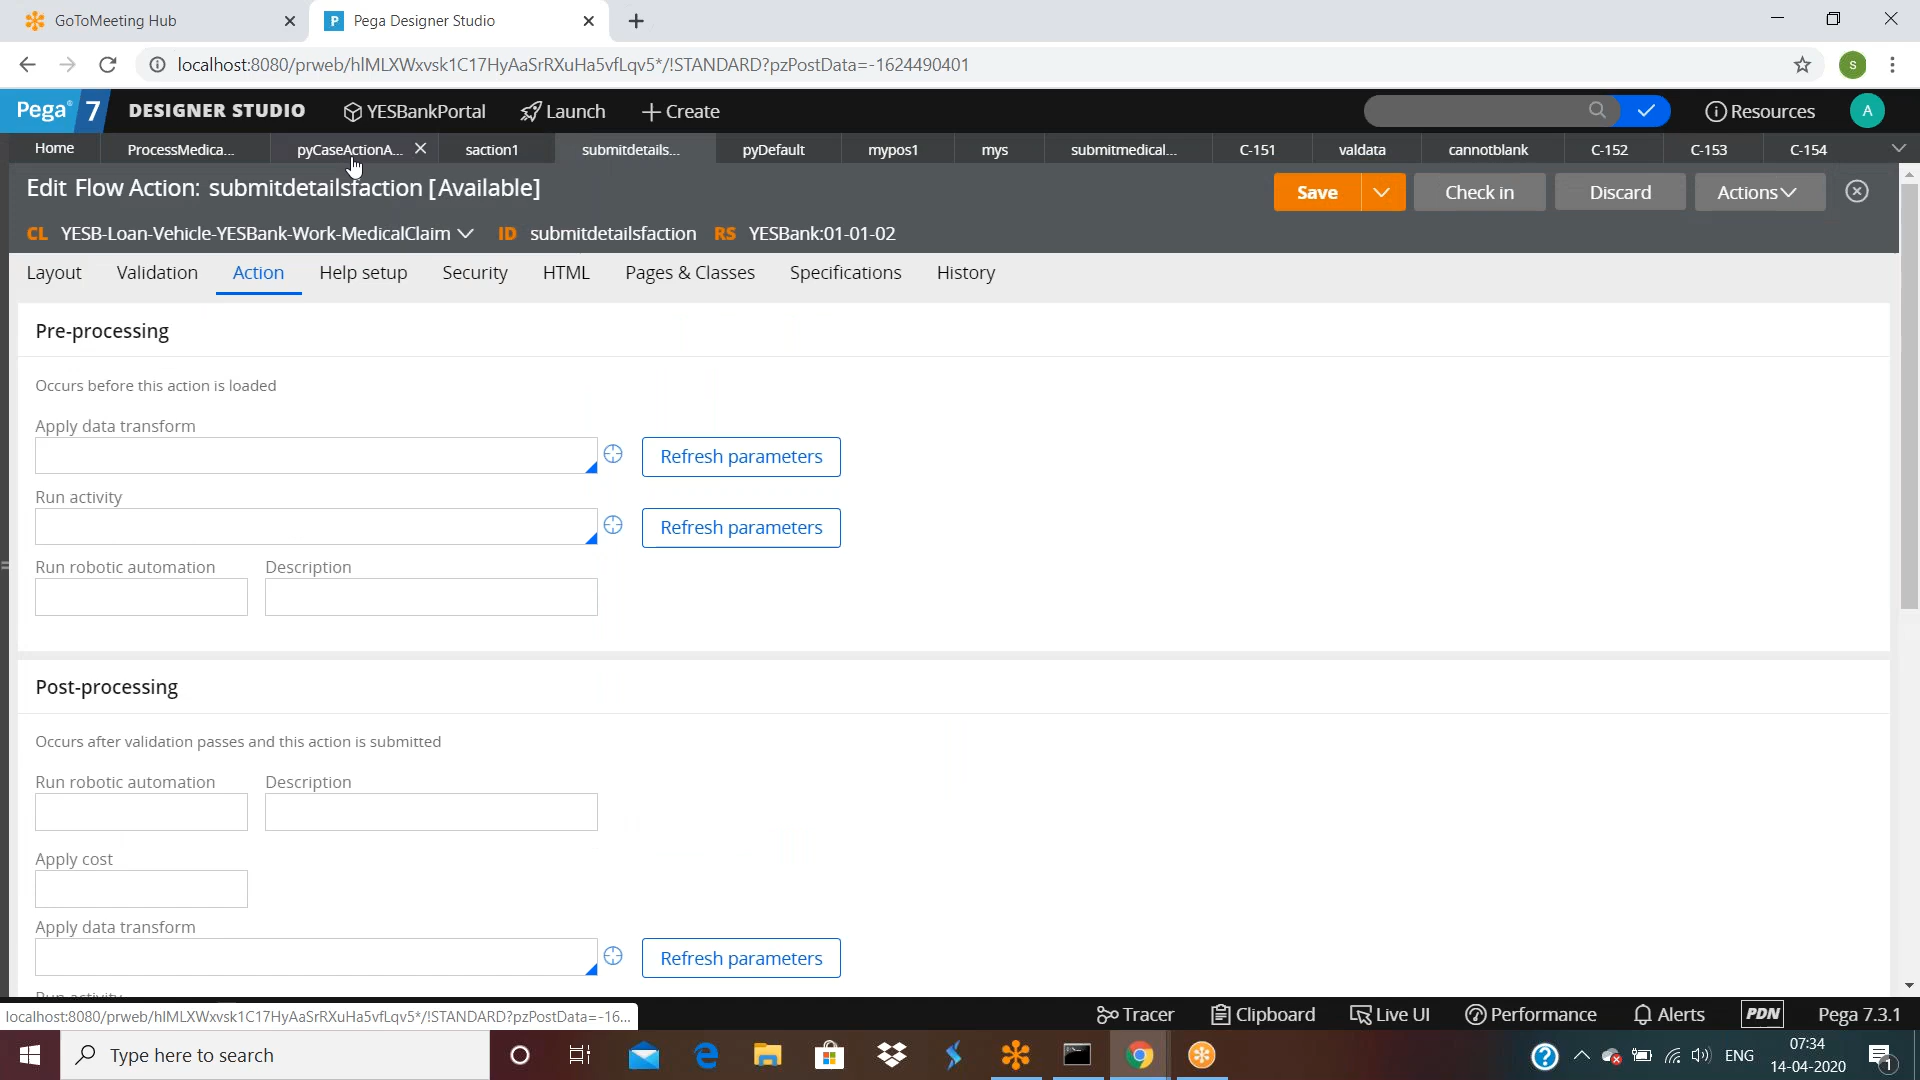 GoToMeeting Hub
Pega Designer Studio
localhost:8080/prweb/hIMLXWxvsk1C17HyAaSrRXuHa5vfLqv5*/!STANDARD?pzPostData=-1624490401
S
Pega 7 DESIGNER STUDIO YESBankPortal Launch Create Resources A
Home ProcessMedica... pyCaseActionA... saction1 submitdetails... pyDefault mypos1 mys submitmedical... C-151 valdata cannotblank C-152 C-153 C-154
Edit Flow Action: submitdetailsfaction [Available]
Save Check in Discard Actions
CL YESB-Loan-Vehicle-YESBank-Work-MedicalClaim ID submitdetailsfaction RS YESBank:01-01-02
Layout Validation Action Help setup Security HTML Pages & Classes Specifications History
Pre-processing
Occurs before this action is loaded
Apply data transform
Refresh parameters
Run activity
Refresh parameters
Run robotic automation Description
Post-processing
Occurs after validation passes and this action is submitted
Run robotic automation Description
Apply cost
Apply data transform
Refresh parameters
Run activity
localhost:8080/prweb/hIMLXWxvsk1C17HyAaSrRXuHa5vfLqv5*/!STANDARD?pzPostData=-16...
Tracer Clipboard Live UI Performance Alerts PDN Pega 7.3.1
Type here to search
ENG
07:34
14-04-2020
1